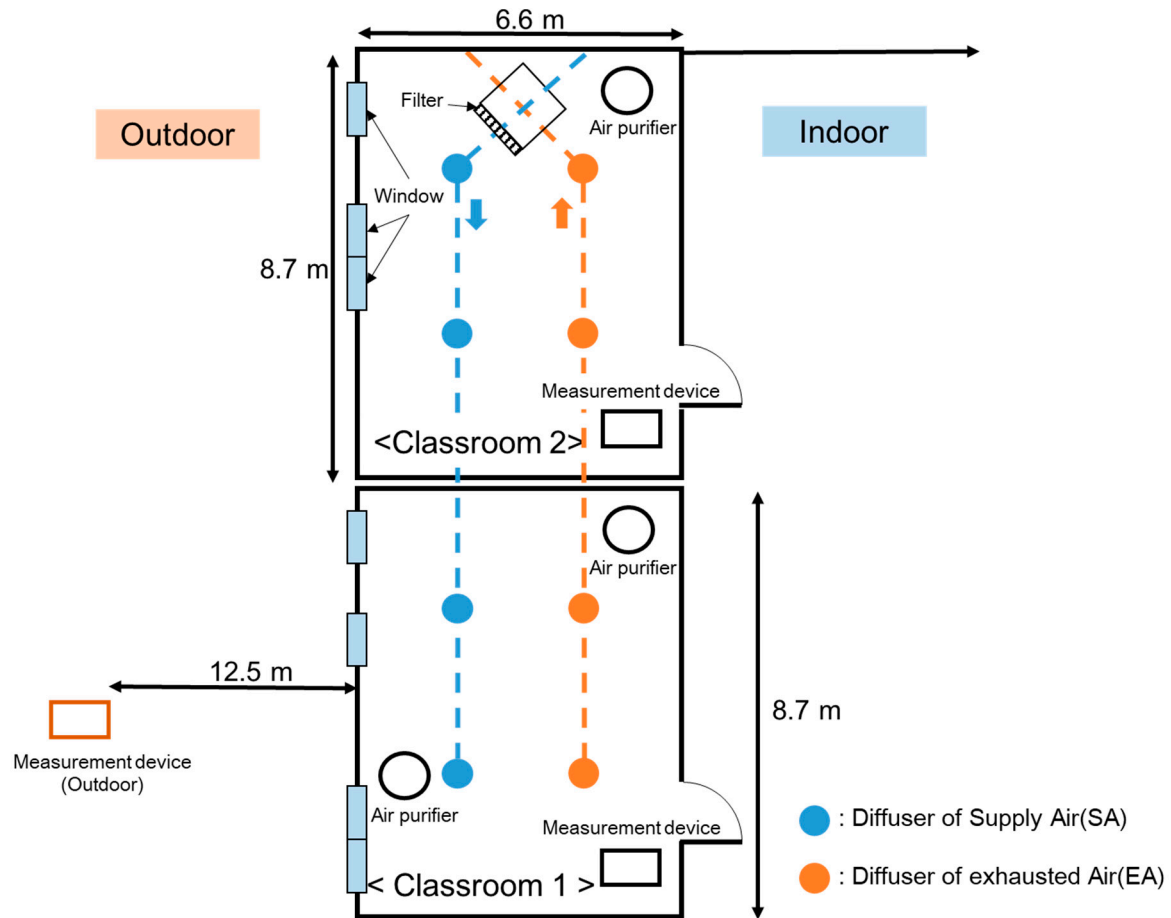 6.6 m
Outdoor
Filter
Air purifier
Indoor
Window
8.7 m
Measurement device
<Classroom 2>
Air purifier
12.5 m
8.7 m
Measurement device
(Outdoor)
Air purifier
Measurement device
< Classroom 1 >
: Diffuser of Supply Air(SA)
: Diffuser of exhausted Air(EA)